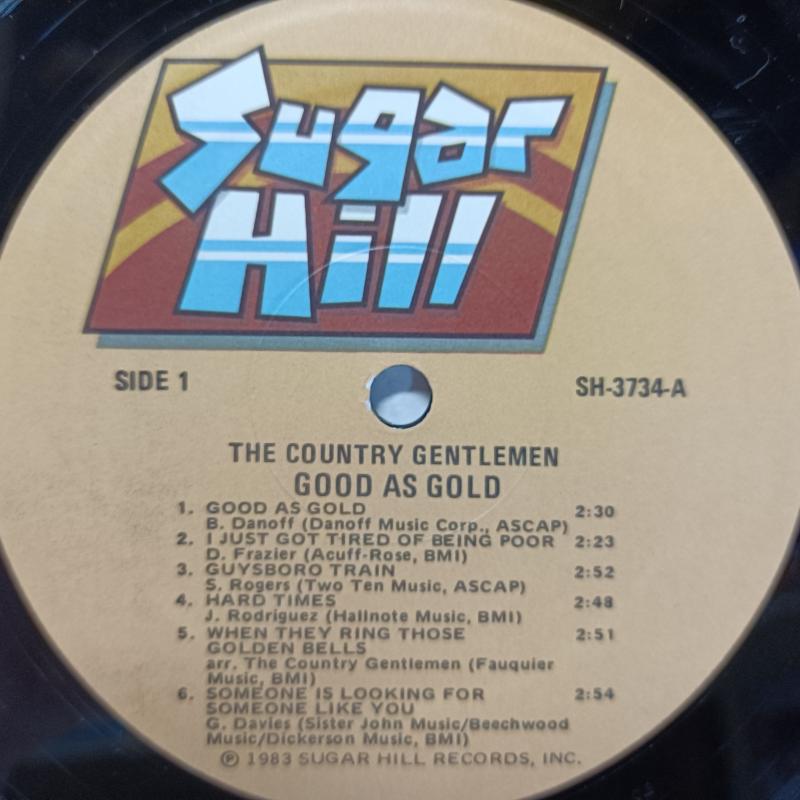 Sugar
Hill
SIDE 1
SH-3734-A
THE COUNTRY GENTLEMEN
GOOD AS GOLD
1. GOOD AS GOLD 2:30
B. Danoff (Danoff Music Corp., ASCAP)
2. I JUST GOT TIRED OF BEING POOR 2:23
D. Frazier (Acuff-Rose, BMI)
3. GUYSBORO TRAIN 2:52
S. Rogers (Two Ten Music, ASCAP)
4. HARD TIMES 2:48
J. Rodriguez (Hallnote Music, BMI)
5. WHEN THEY RING THOSE 2:51
GOLDEN BELLS
arr. The Country Gentlemen (Fauquier
Music, BMI)
6. SOMEONE IS LOOKING FOR 2:54
SOMEONE LIKE YOU
G. Davies (Sister John Music/Beechwood
Music/Dickerson Music, BMI)
℗ 1983 SUGAR HILL RECORDS, INC.